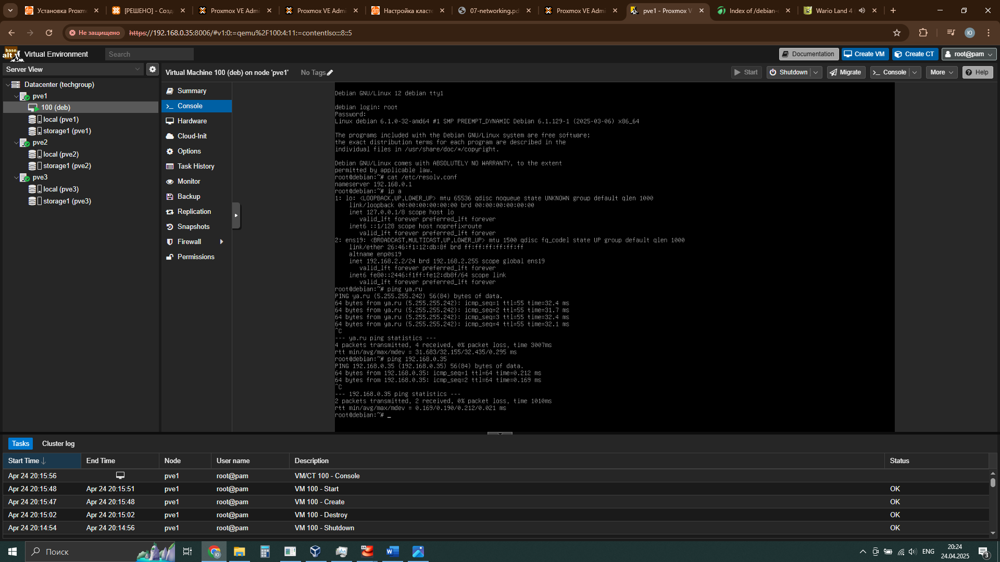 Установка Proxm
[РЕШЕНО] - Созд
Proxmox VE Admi
Proxmox VE Admi
Настройка класте
07-networking.pd
Proxmox VE Admi
pve1 - Proxmox V
Index of /debian-c
Wario Land 4
Не защищено
https://192.168.0.35:8006/#v1:0:=qemu%2F100:4:11:=contentIso:::8::5
Ю
base
alt
Virtual Environment
Search
Documentation
Create VM
Create CT
root@pam
Server View
Virtual Machine 100 (deb) on node 'pve1'
No Tags
Start
Shutdown
Migrate
Console
More
Help
Datacenter (techgroup)
pve1
100 (deb)
local (pve1)
storage1 (pve1)
pve2
local (pve2)
storage1 (pve2)
pve3
local (pve3)
storage1 (pve3)
Summary
Console
Hardware
Cloud-Init
Options
Task History
Monitor
Backup
Replication
Snapshots
Firewall
Permissions
Debian GNU/Linux 12 debian tty1
debian login: root
Password:
Linux debian 6.1.0-32-amd64 #1 SMP PREEMPT_DYNAMIC Debian 6.1.129-1 (2025-03-06) x86_64
The programs included with the Debian GNU/Linux system are free software;
the exact distribution terms for each program are described in the
individual files in /usr/share/doc/*/copyright.
Debian GNU/Linux comes with ABSOLUTELY NO WARRANTY, to the extent
permitted by applicable law.
root@debian:~# cat /etc/resolv.conf
nameserver 192.168.0.1
root@debian:~# ip a
1: lo: <LOOPBACK,UP,LOWER_UP> mtu 65536 qdisc noqueue state UNKNOWN group default qlen 1000
link/loopback 00:00:00:00:00:00 brd 00:00:00:00:00:00
inet 127.0.0.1/8 scope host lo
valid_lft forever preferred_lft forever
inet6 ::1/128 scope host noprefixroute
valid_lft forever preferred_lft forever
2: ens19: <BROADCAST,MULTICAST,UP,LOWER_UP> mtu 1500 qdisc fq_codel state UP group default qlen 1000
link/ether 26:46:f1:12:db:8f brd ff:ff:ff:ff:ff:ff
altname enp0s19
inet 192.168.2.2/24 brd 192.168.2.255 scope global ens19
valid_lft forever preferred_lft forever
inet6 fe80::2446:f1ff:fe12:db8f/64 scope link
valid_lft forever preferred_lft forever
root@debian:~# ping ya.ru
PING ya.ru (5.255.255.242) 56(84) bytes of data.
64 bytes from ya.ru (5.255.255.242): icmp_seq=1 ttl=55 time=32.4 ms
64 bytes from ya.ru (5.255.255.242): icmp_seq=2 ttl=55 time=31.7 ms
64 bytes from ya.ru (5.255.255.242): icmp_seq=3 ttl=55 time=32.4 ms
64 bytes from ya.ru (5.255.255.242): icmp_seq=4 ttl=55 time=32.1 ms
^C
--- ya.ru ping statistics ---
4 packets transmitted, 4 received, 0% packet loss, time 3007ms
rtt min/avg/max/mdev = 31.683/32.155/32.435/0.295 ms
root@debian:~# ping 192.168.0.35
PING 192.168.0.35 (192.168.0.35) 56(84) bytes of data.
64 bytes from 192.168.0.35: icmp_seq=1 ttl=64 time=0.212 ms
64 bytes from 192.168.0.35: icmp_seq=2 ttl=64 time=0.169 ms
^C
--- 192.168.0.35 ping statistics ---
2 packets transmitted, 2 received, 0% packet loss, time 1010ms
rtt min/avg/max/mdev = 0.169/0.190/0.212/0.021 ms
root@debian:~# _
Tasks
Cluster log
Start Time End Time Node User name Description Status
Apr 24 20:15:56 pve1 root@pam VM/CT 100 - Console
Apr 24 20:15:48 Apr 24 20:15:51 pve1 root@pam VM 100 - Start OK
Apr 24 20:15:47 Apr 24 20:15:48 pve1 root@pam VM 100 - Create OK
Apr 24 20:15:02 Apr 24 20:15:02 pve1 root@pam VM 100 - Destroy OK
Apr 24 20:14:54 Apr 24 20:14:56 pve1 root@pam VM 100 - Shutdown OK
Поиск
ENG
20:24
24.04.2025
3